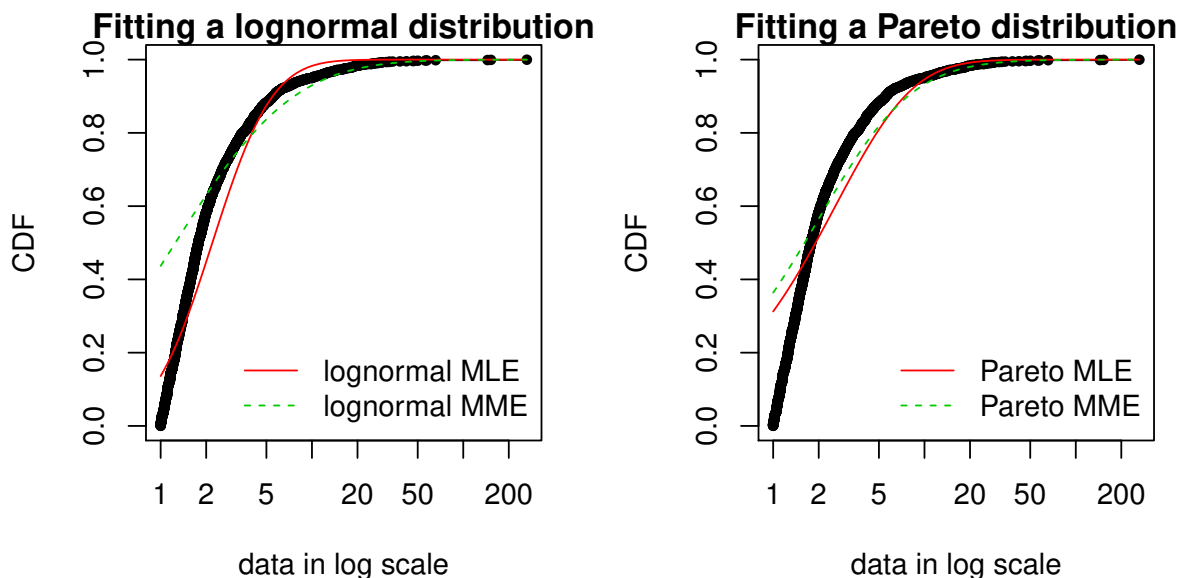 Fitting a lognormal distribution
CDF
1.0
0.8
0.6
0.4
0.2
0.0
lognormal MLE
lognormal MME
1 2 5 20 50 200
data in log scale
Fitting a Pareto distribution
CDF
1.0
0.8
0.6
0.4
0.2
0.0
Pareto MLE
Pareto MME
1 2 5 20 50 200
data in log scale